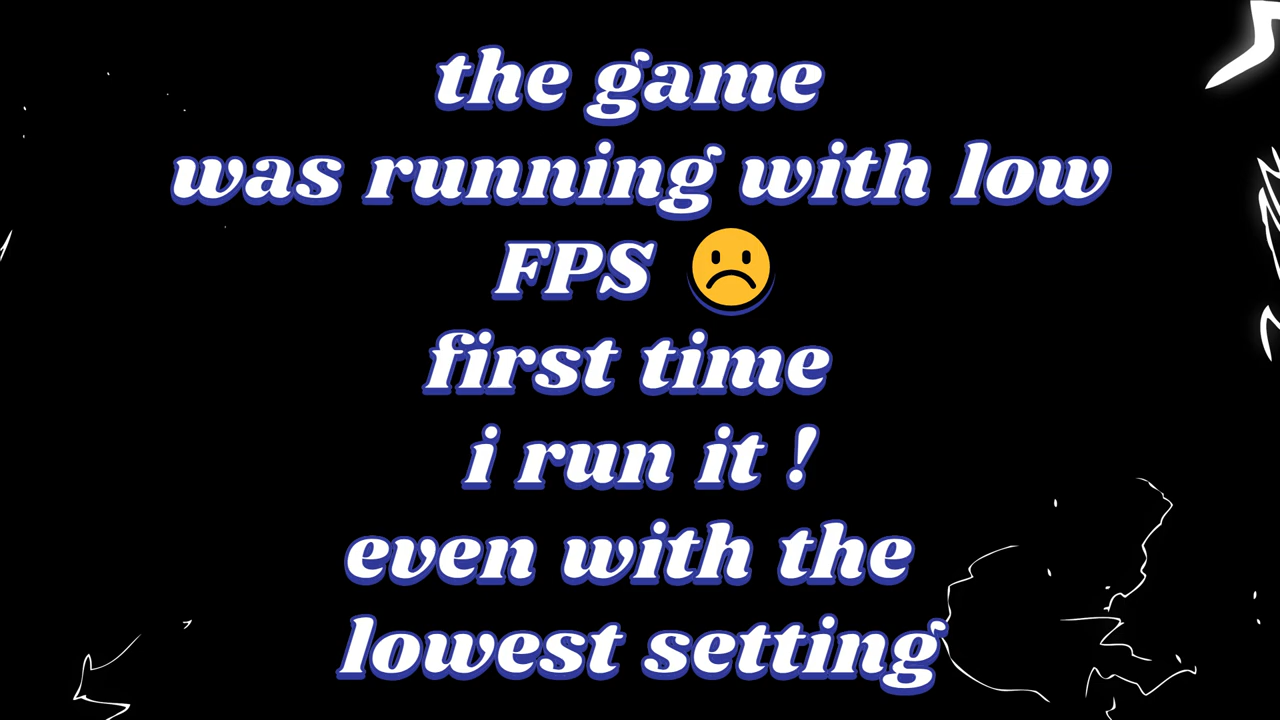 the game
was running with low
FPS ☹️
first time
i run it !
even with the
lowest setting